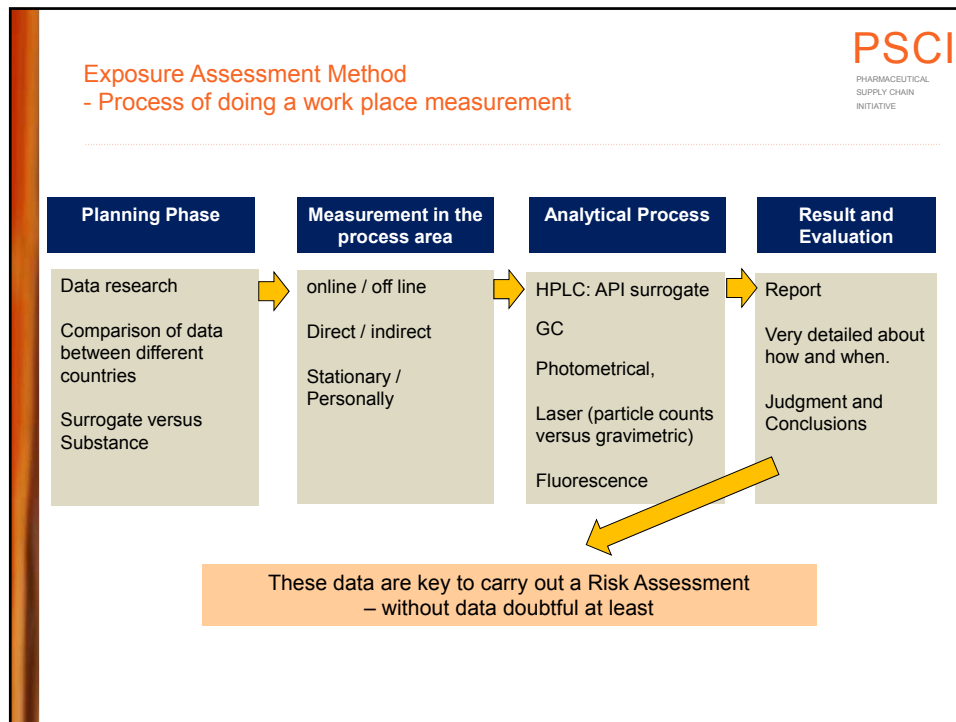 Exposure Assessment Method
- Process of doing a work place measurement
PSCI
PHARMACEUTICAL
SUPPLY CHAIN
INITIATIVE
Planning Phase
Data research
Comparison of data
between different
countries
Surrogate versus
Substance
Measurement in the
process area
online / off line
Direct / indirect
Stationary /
Personally
Analytical Process
HPLC: API surrogate
GC
Photometrical,
Laser (particle counts
versus gravimetric)
Fluorescence
Result and
Evaluation
Report
Very detailed about
how and when.
Judgment and
Conclusions
These data are key to carry out a Risk Assessment
– without data doubtful at least